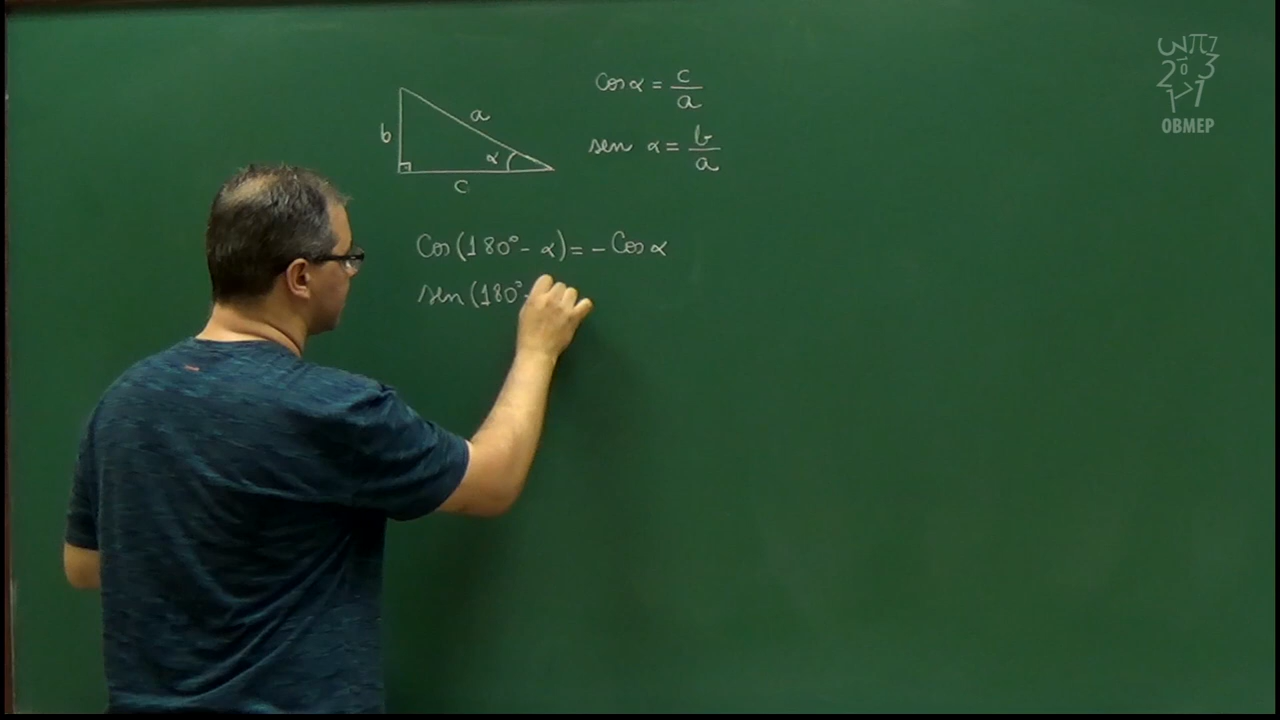 cos α = c/a
a
b
sen α = b/a
α
c
Cos(180° - α) = - Cos α
sen(180° -
OBMEP